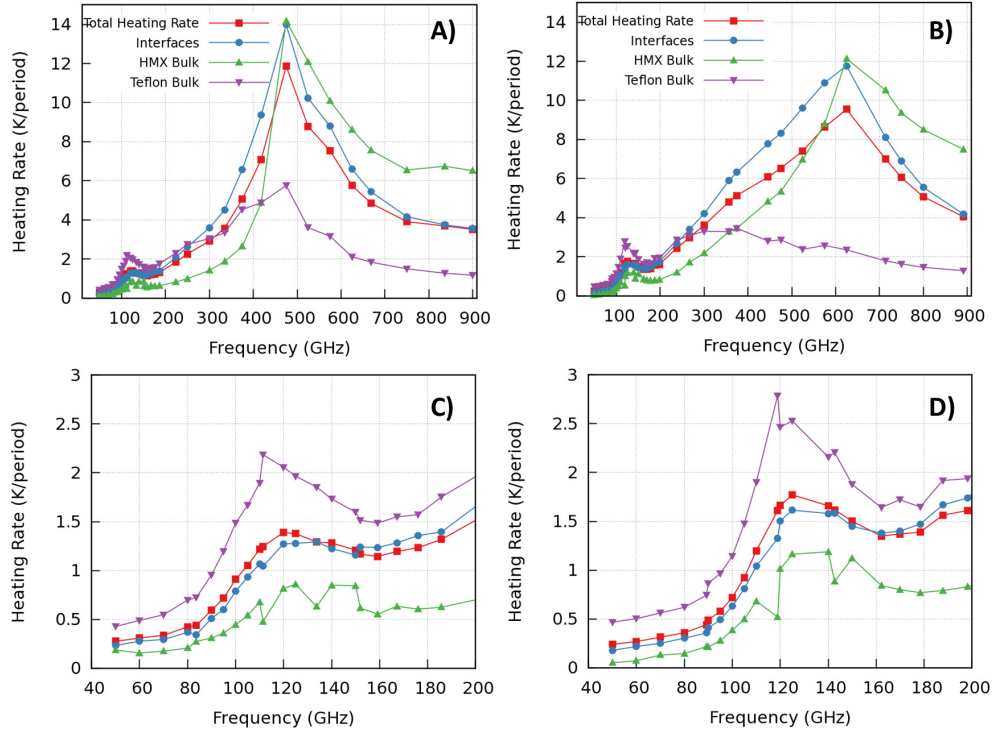 A)
Total Heating Rate
Interfaces
HMX Bulk
Teflon Bulk
Heating Rate (K/period)
14
12
10
8
6
4
2
0
100 200 300 400 500 600 700 800 900
Frequency (GHz)
B)
Total Heating Rate
Interfaces
HMX Bulk
Teflon Bulk
Heating Rate (K/period)
14
12
10
8
6
4
2
0
100 200 300 400 500 600 700 800 900
Frequency (GHz)
C)
Heating Rate (K/period)
3
2.5
2
1.5
1
0.5
0
40 60 80 100 120 140 160 180 200
Frequency (GHz)
D)
Heating Rate (K/period)
3
2.5
2
1.5
1
0.5
0
40 60 80 100 120 140 160 180 200
Frequency (GHz)